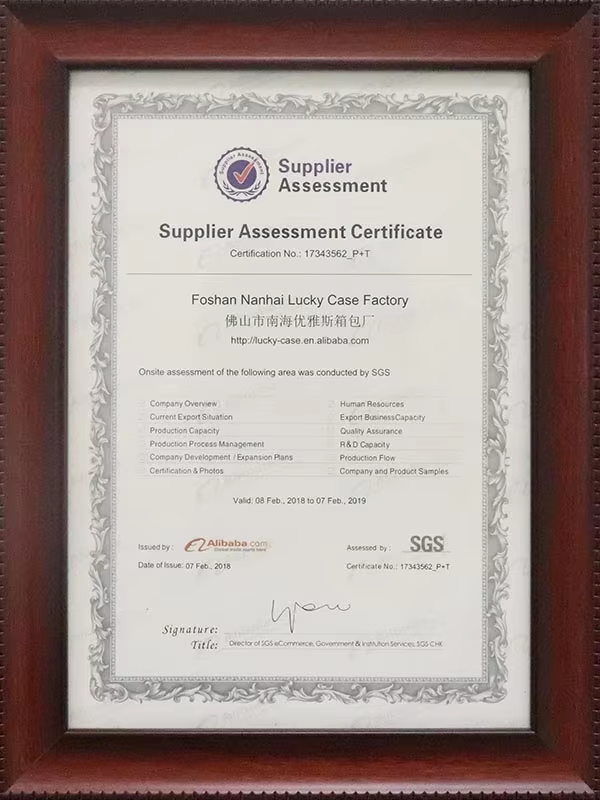 Supplier Assessment
Supplier
Assessment
Supplier Assessment Certificate
Certification No.: 17343562_P+T
Foshan Nanhai Lucky Case Factory
佛山市南海优雅斯箱包厂
http://lucky-case.en.alibaba.com
Onsite assessment of the following area was conducted by SGS
Company Overview
Human Resources
Current Export Situation
Export BusinessCapacity
Production Capacity
Quality Assurance
Production Process Management
R&D Capacity
Company Development / Expansion Plans
Production Flow
Certification & Photos
Company and Product Samples
Valid: 08 Feb., 2018 to 07 Feb., 2019
Issued by: Alibaba.com
Global trade starts here
Assessed by: SGS
Date of Issue: 07 Feb., 2018
Certificate No.: 17343562_P+T
Signature:
Title: Director of SGS eCommerce, Government & Institution Services, SGS-CHK